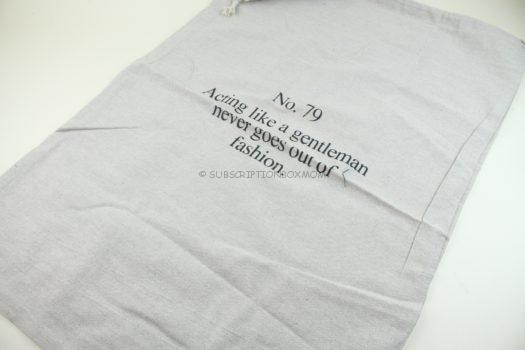 No. 79
Acting like a gentleman
never goes out of
fashion.
© SUBSCRIPTIONBOXMOM